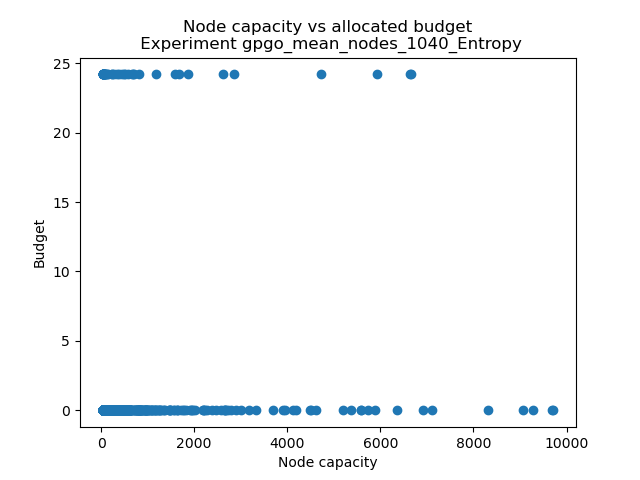 Node capacity vs allocated budget
Experiment gpgo_mean_nodes_1040_Entropy
25
20
15
10
5
0
Budget
0 2000 4000 6000 8000 10000
Node capacity